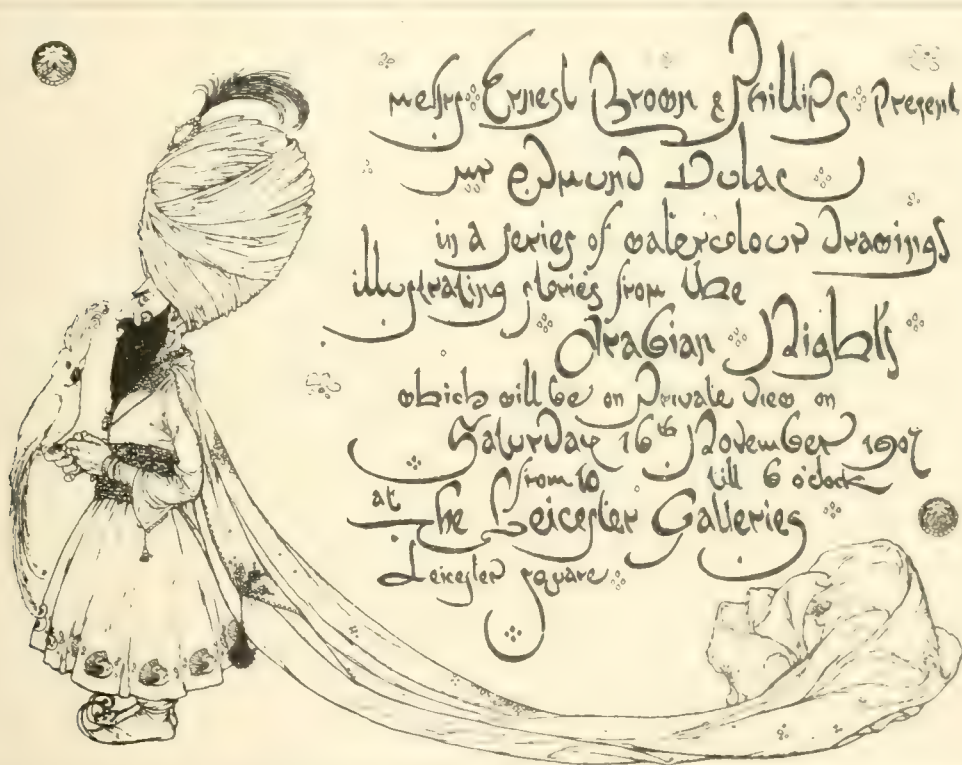 messrs Ernest Brown & Phillips present
mr edmund Dulac
in a series of watercolour drawings
illustrating stories from the
Arabian Nights
which will be on Private view on
Saturday 16th November 1907
from 10 till 6 o'clock
at The Leicester Galleries
Leicester square